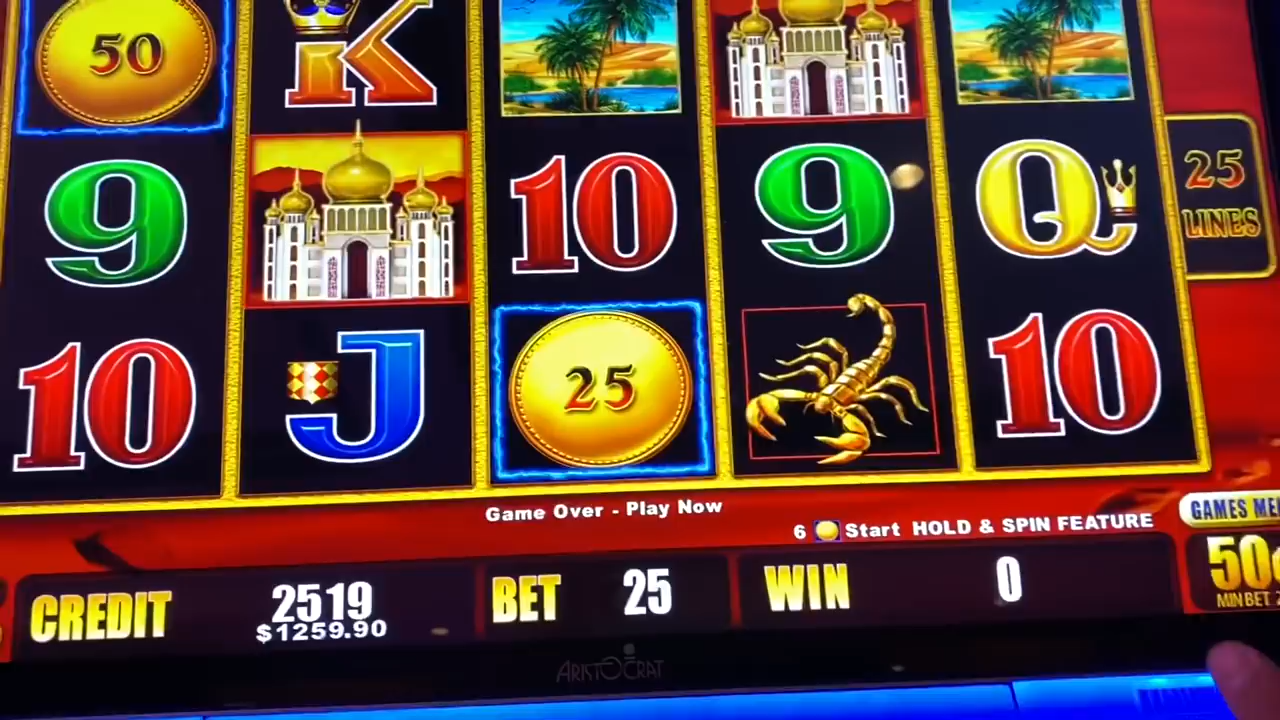 50 K
9 10 9 Q
25 LINES
10 J 25 10
Game Over - Play Now
6 Start HOLD & SPIN FEATURE
GAMES ME
CREDIT 2519 BET 25 WIN 0 50¢
$1259.90
MIN BET
ARISTOCRAT